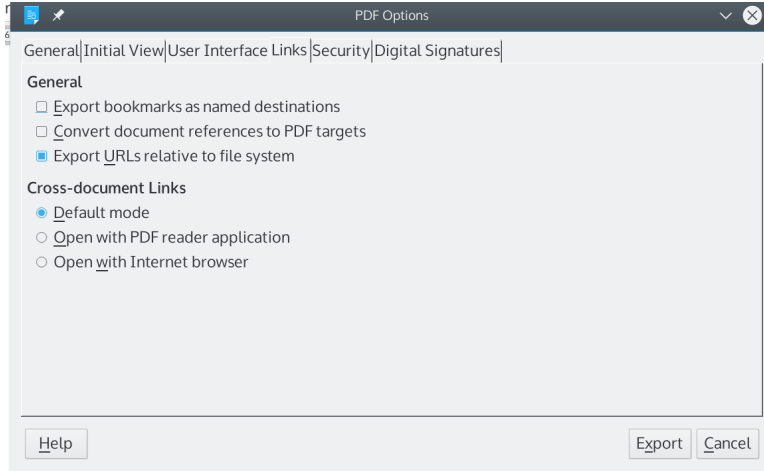 PDF Options
General Initial View User Interface Links Security Digital Signatures
General
Export bookmarks as named destinations
Convert document references to PDF targets
Export URLs relative to file system
Cross-document Links
Default mode
Open with PDF reader application
Open with Internet browser
Help Export Cancel